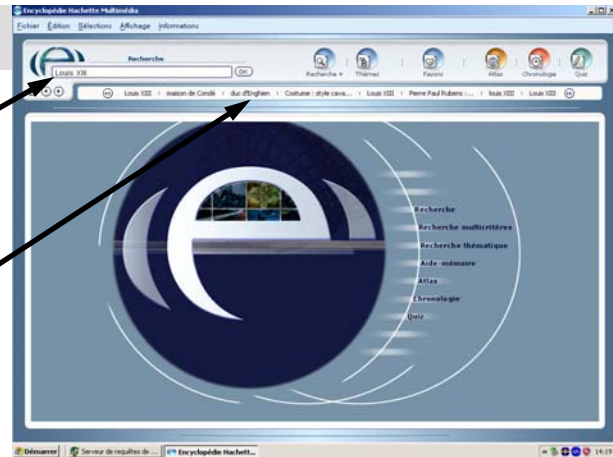 Encyclopédie Hachette Multimédia
Fichier Édition Sélections Affichage Informations
Recherche
Louis XIII
OK
Recherche + Thèmes Favoris Atlas Chronologie Quiz
Louis XIII maison de Condé duc d'Enghien Costume : style cava... Louis XIII Pierre Paul Rubens : ... louis XIII Louis XIII
Recherche
Recherche multicritères
Recherche thématique
Aide-mémoire
Atlas
Chronologie
Quiz
Démarrer Serveur de requêtes de ... Encyclopédie Hachett... 14:19